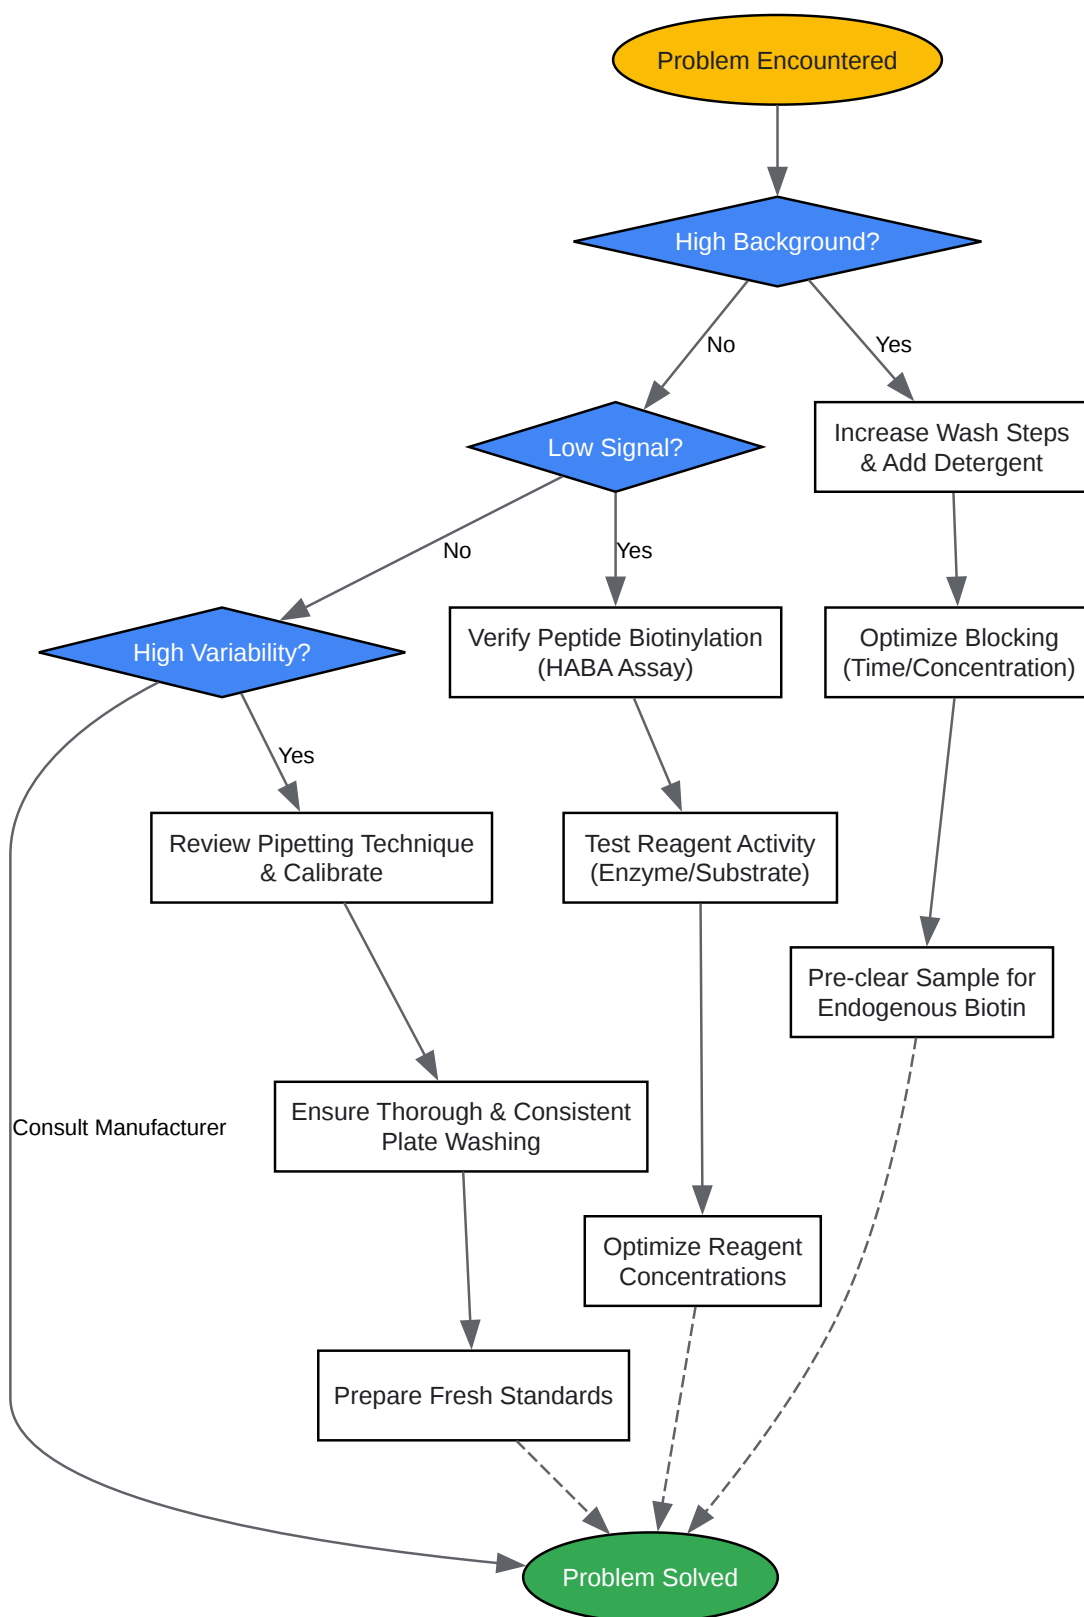 Problem Encountered
High Background?
No
Yes
Low Signal?
Increase Wash Steps
& Add Detergent
No
Yes
High Variability?
Verify Peptide Biotinylation
(HABA Assay)
Optimize Blocking
(Time/Concentration)
Yes
Review Pipetting Technique
& Calibrate
Test Reagent Activity
(Enzyme/Substrate)
Pre-clear Sample for
Endogenous Biotin
Ensure Thorough & Consistent
Plate Washing
Consult Manufacturer
Optimize Reagent
Concentrations
Prepare Fresh Standards
Problem Solved